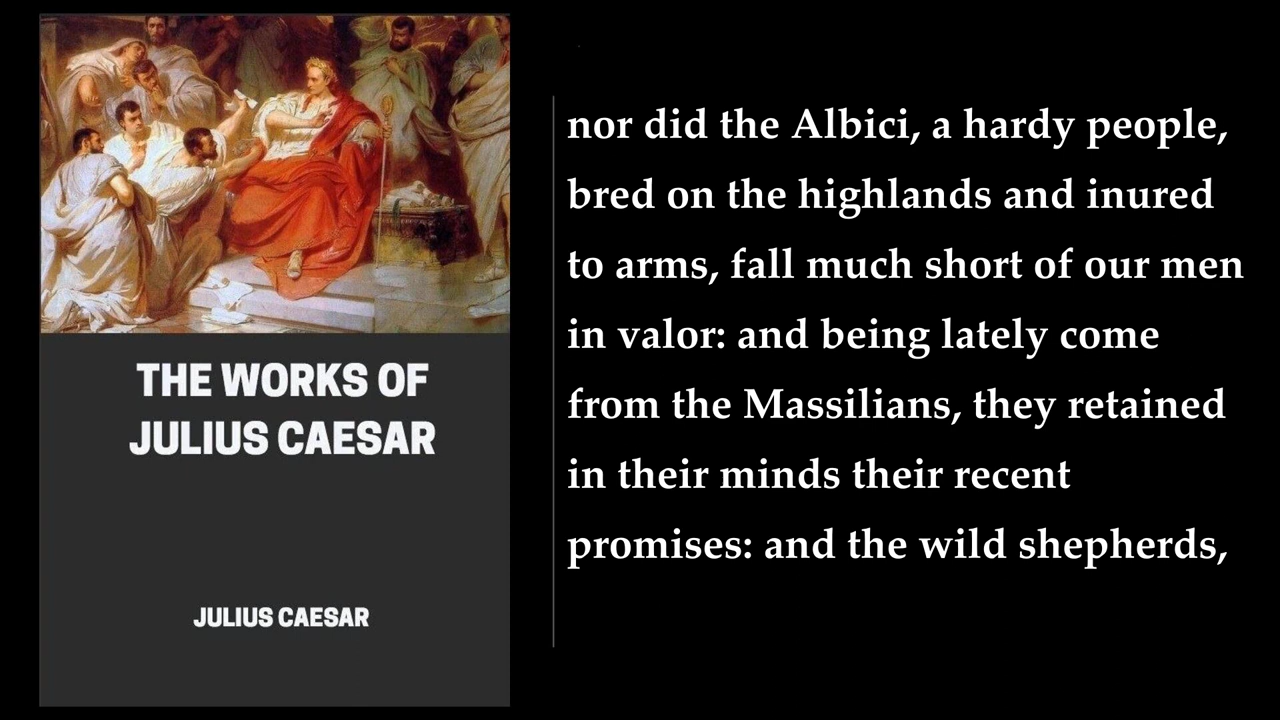 THE WORKS OF
JULIUS CAESAR
JULIUS CAESAR
nor did the Albici, a hardy people,
bred on the highlands and inured
to arms, fall much short of our men
in valor: and being lately come
from the Massilians, they retained
in their minds their recent
promises: and the wild shepherds,